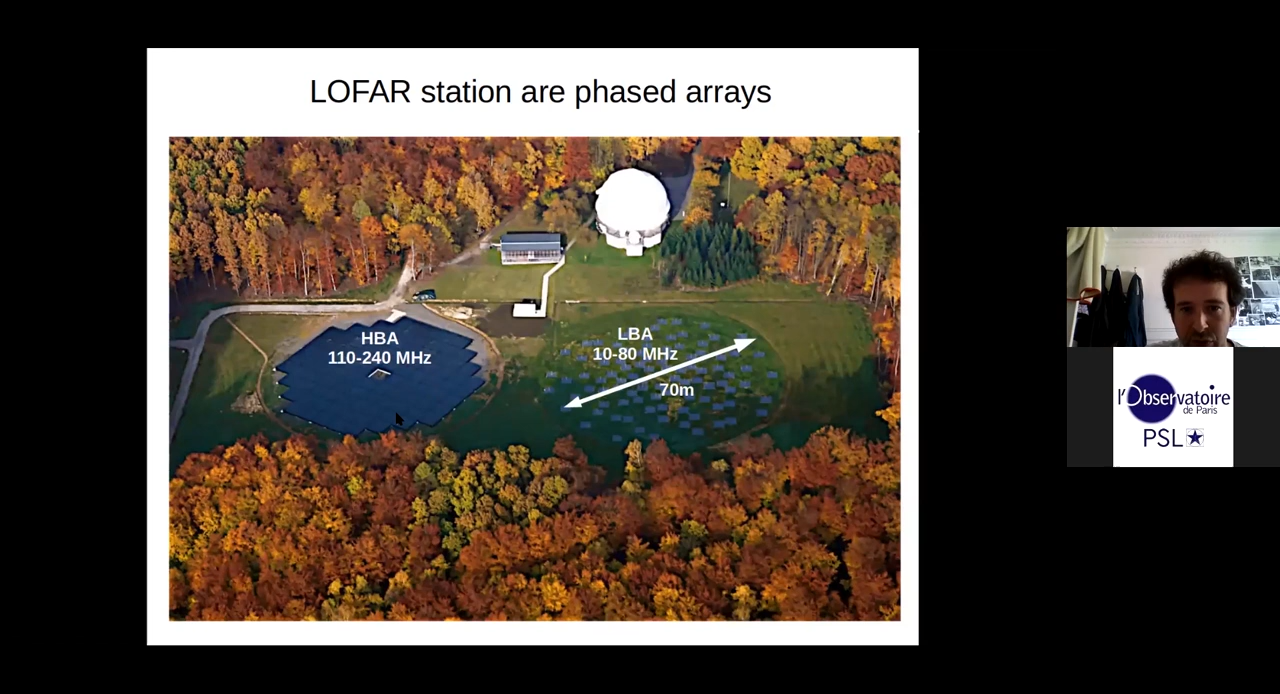 LOFAR station are phased arrays
HBA
110-240 MHz
LBA
10-80 MHz
70m
l'Observatoire
de Paris
PSL